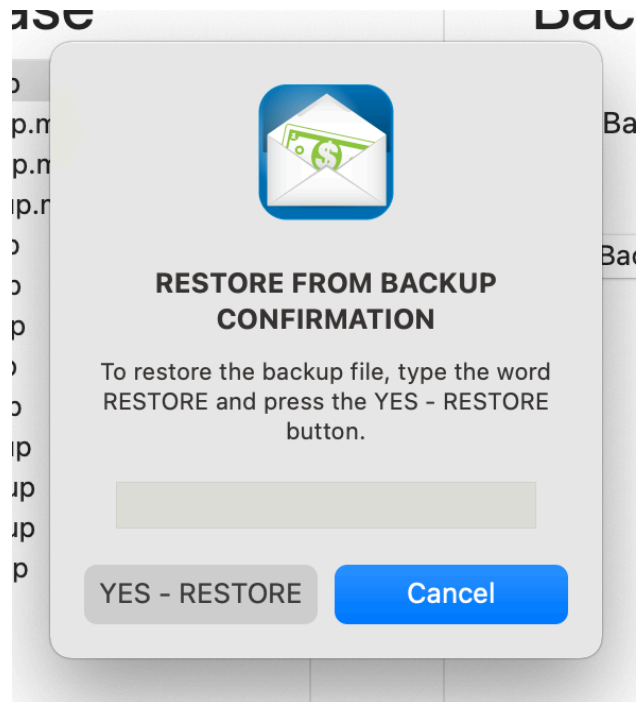 RESTORE FROM BACKUP
CONFIRMATION
To restore the backup file, type the word
RESTORE and press the YES - RESTORE
button.
YES - RESTORE
Cancel